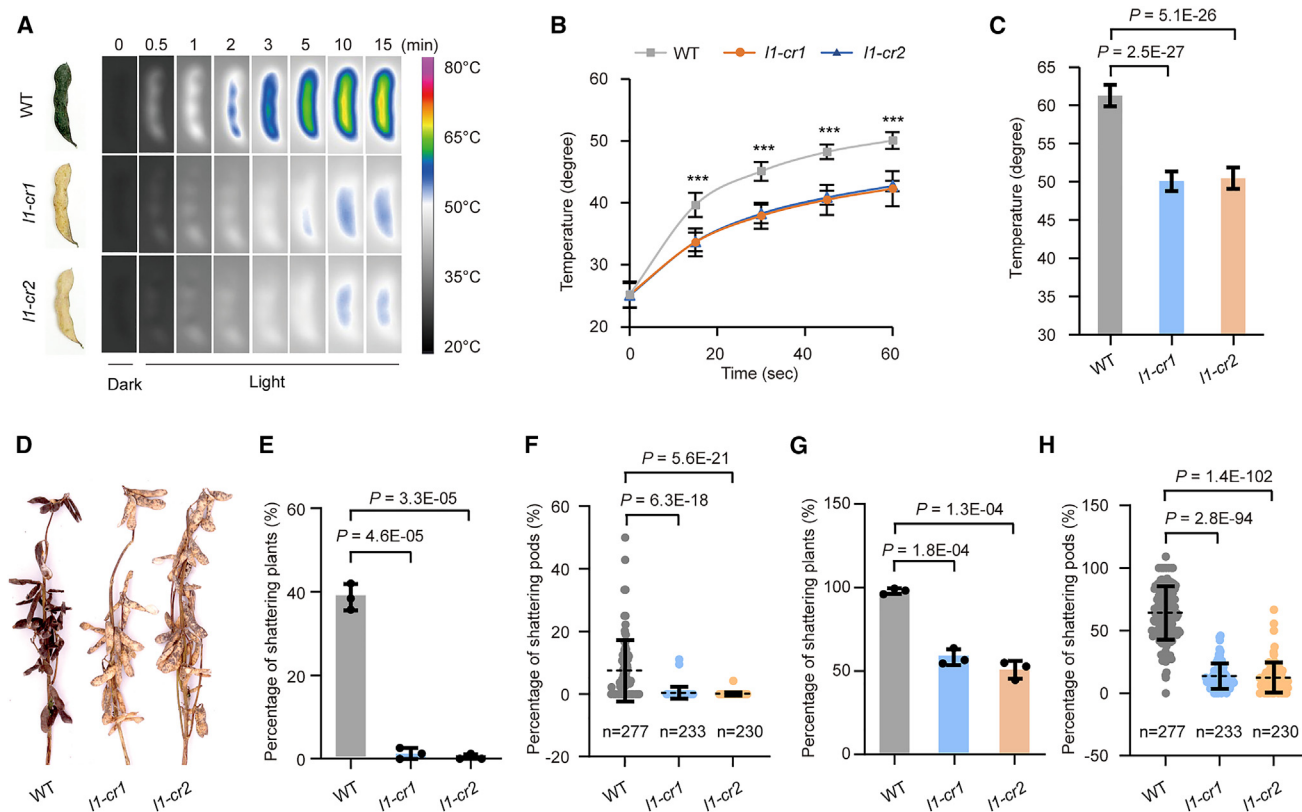 A
0 0.5 1 2 3 5 10 15 (min)
WT
l1-cr1
l1-cr2
80°C
65°C
50°C
35°C
20°C
Dark
Light
B
WT l1-cr1 l1-cr2
Temperature (degree)
60
50
40
30
20
*** *** *** ***
0 20 40 60
Time (sec)
C
P = 5.1E-26
P = 2.5E-27
Temperature (degree)
65
60
55
50
45
40
35
30
WT l1-cr1 l1-cr2
D
WT l1-cr1 l1-cr2
E
P = 3.3E-05
P = 4.6E-05
Percentage of shattering plants (%)
60
40
20
0
WT l1-cr1 l1-cr2
F
P = 5.6E-21
P = 6.3E-18
Percentage of shattering pods (%)
60
40
20
0
-20
n=277 n=233 n=230
WT l1-cr1 l1-cr2
G
P = 1.3E-04
P = 1.8E-04
Percentage of shattering plants (%)
150
100
50
0
WT l1-cr1 l1-cr2
H
P = 1.4E-102
P = 2.8E-94
Percentage of shattering pods (%)
150
100
50
0
-50
n=277 n=233 n=230
WT l1-cr1 l1-cr2